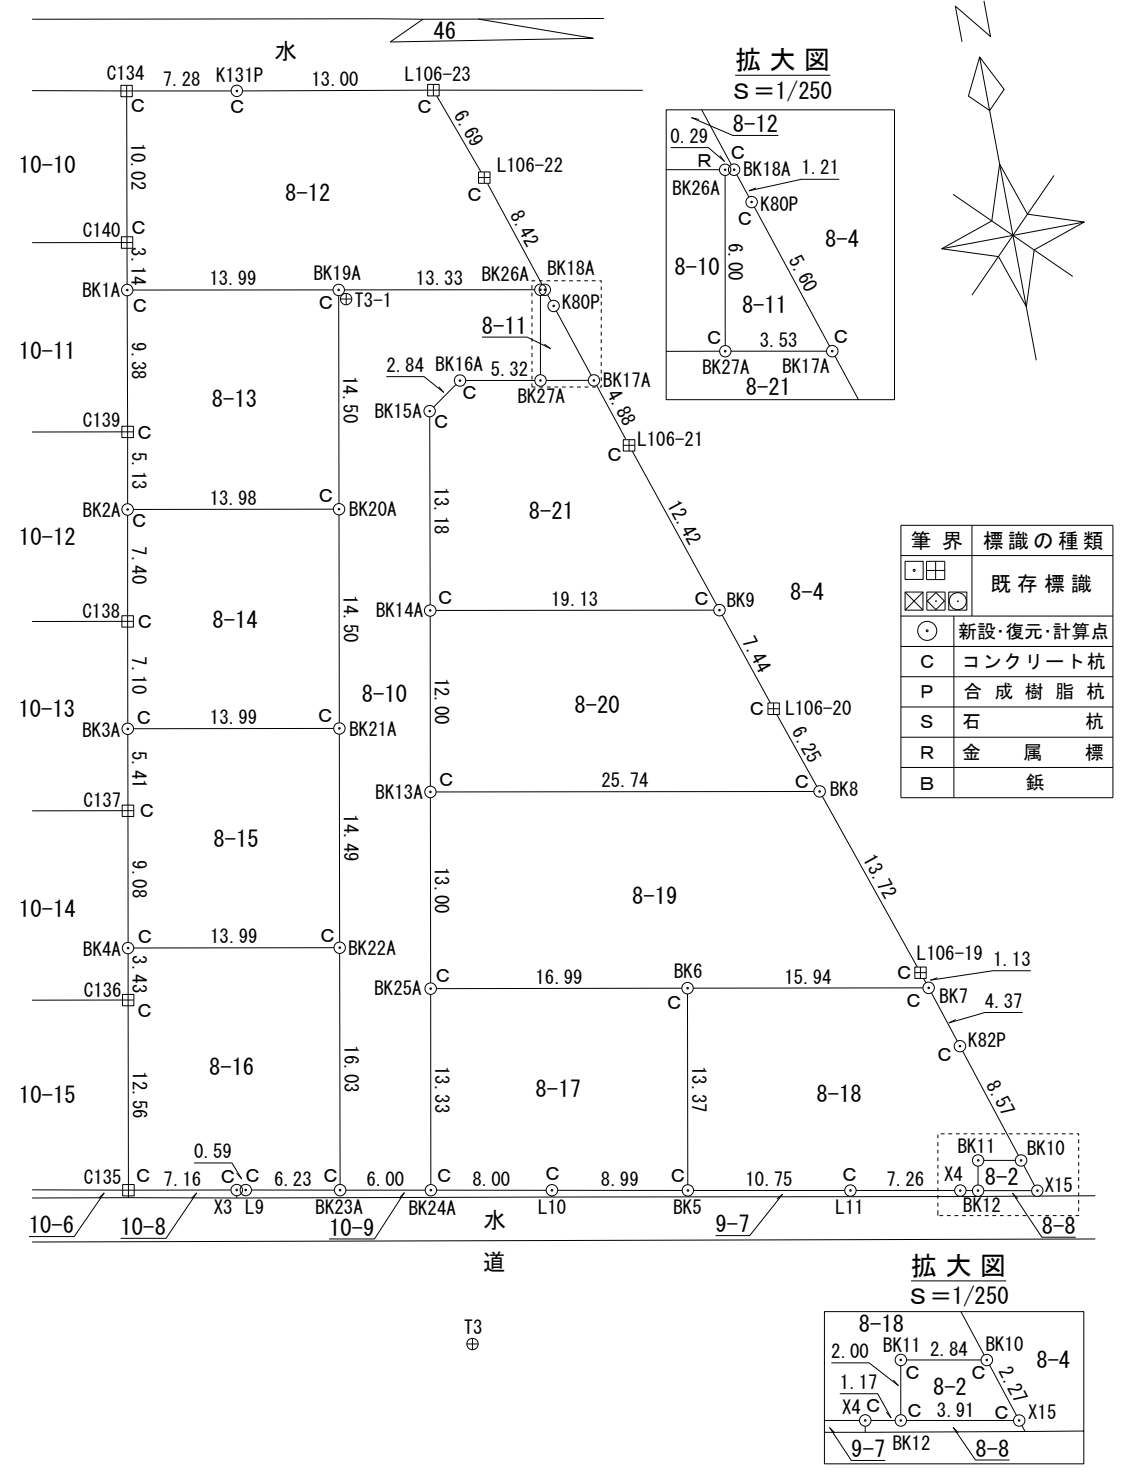 46
水
N
C134
7.28
K131P
13.00
L106-23
C
C
C
6.69
10.02
10-10
8-12
L106-22
C
C140
C
3.14
8.42
BK1A
13.99
BK19A
13.33
BK26A
BK18A
C
C
T3-1
K80P
8-11
10-11
9.38
2.84
BK16A
5.32
8-13
14.50
C
BK27A
BK17A
BK15A
C
4.88
C139
C
L106-21
C
5.13
BK2A
13.98
C
BK20A
C
13.18
8-21
12.42
10-12
7.40
C138
C
8-14
14.50
BK14A
C
19.13
C
BK9
8-4
7.44
10-13
7.10
8-10
12.00
8-20
C
L106-20
BK3A
C
13.99
C
BK21A
6.25
5.41
BK13A
C
25.74
C
BK8
C137
C
8-15
14.49
13.72
10-14
9.08
13.00
8-19
BK4A
C
13.99
C
BK22A
L106-19
C
1.13
3.43
C136
C
BK25A
C
16.99
BK6
C
15.94
C
BK7
4.37
K82P
C
10-15
12.56
8-16
16.03
13.33
8-17
13.37
8-18
8.57
0.59
BK11
BK10
C135
C
7.16
C
C
6.23
C
6.00
C
8.00
C
8.99
C
10.75
C
7.26
X4
8-2
X15
X3
L9
BK23A
BK24A
L10
BK5
L11
BK12
10-6
10-8
10-9
水
9-7
8-8
道
T3
拡大図
S=1/250
8-12
0.29
C
R
BK18A
1.21
BK26A
K80P
C
8-4
8-10
6.00
5.60
8-11
C
3.53
C
BK27A
BK17A
8-21
筆界 標識の種類
既存標識
新設・復元・計算点
C コンクリート杭
P 合成樹脂杭
S 石杭
R 金属標
B 鋲
拡大図
S=1/250
8-18
BK11
2.84
BK10
8-4
2.00
C
C
8-2
2.27
1.17
X4
C
C
3.91
C
X15
9-7
BK12
8-8